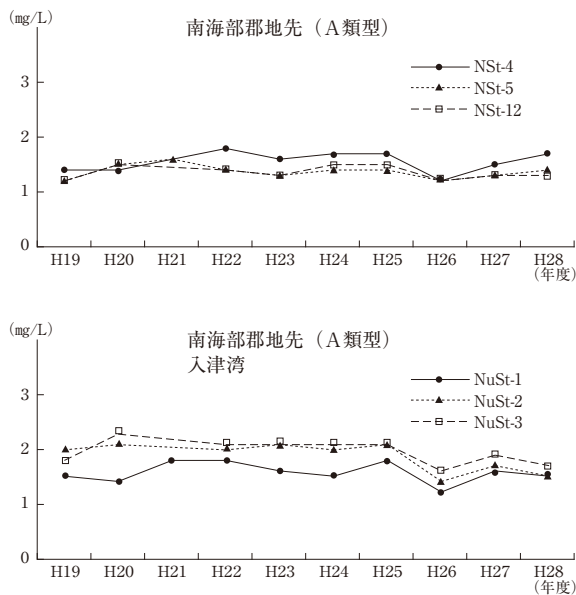 (mg/L)
南海部郡地先（A類型）
NSt-4
NSt-5
NSt-12
3
2
1
0
H19 H20 H21 H22 H23 H24 H25 H26 H27 H28
(年度)
(mg/L)
南海部郡地先（A類型）
入津湾
NuSt-1
NuSt-2
NuSt-3
3
2
1
0
H19 H20 H21 H22 H23 H24 H25 H26 H27 H28
(年度)